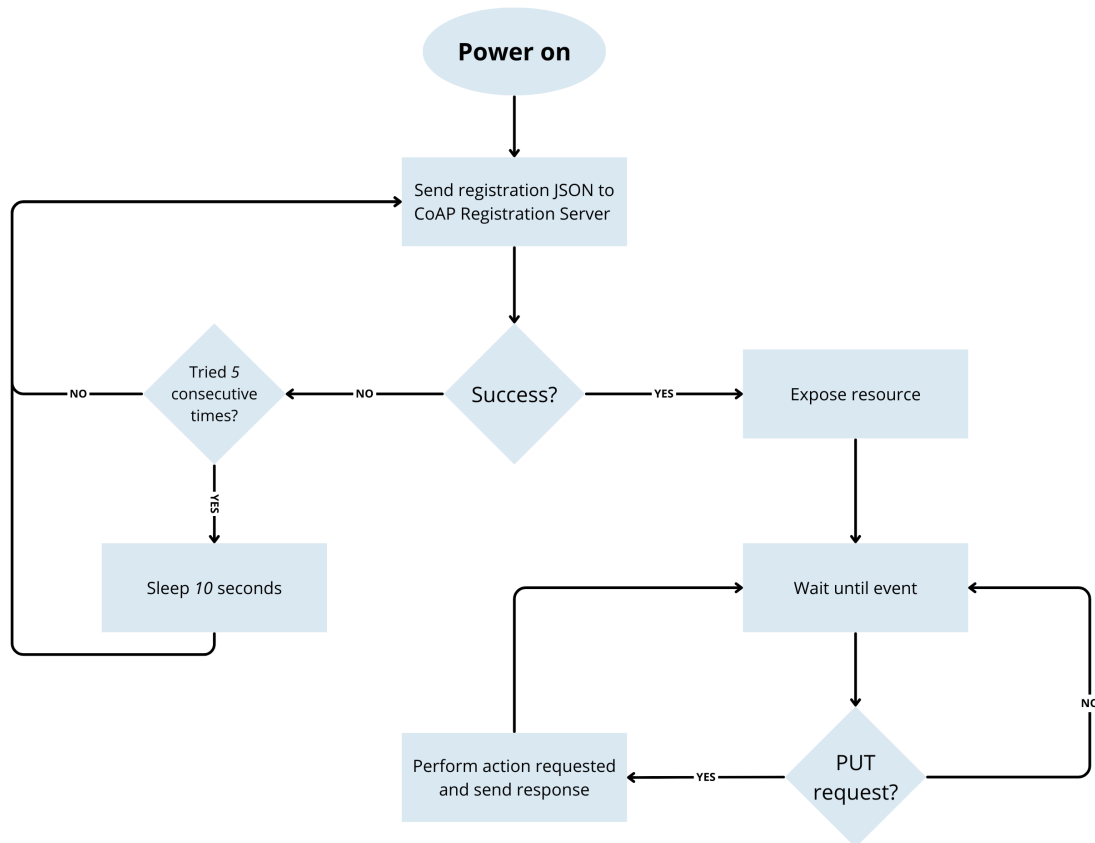 Power on
Send registration JSON to
CoAP Registration Server
Tried 5
consecutive
times?
NO
NO
Success?
YES
Expose resource
YES
Sleep 10 seconds
Wait until event
NO
Perform action requested
and send response
YES
PUT
request?